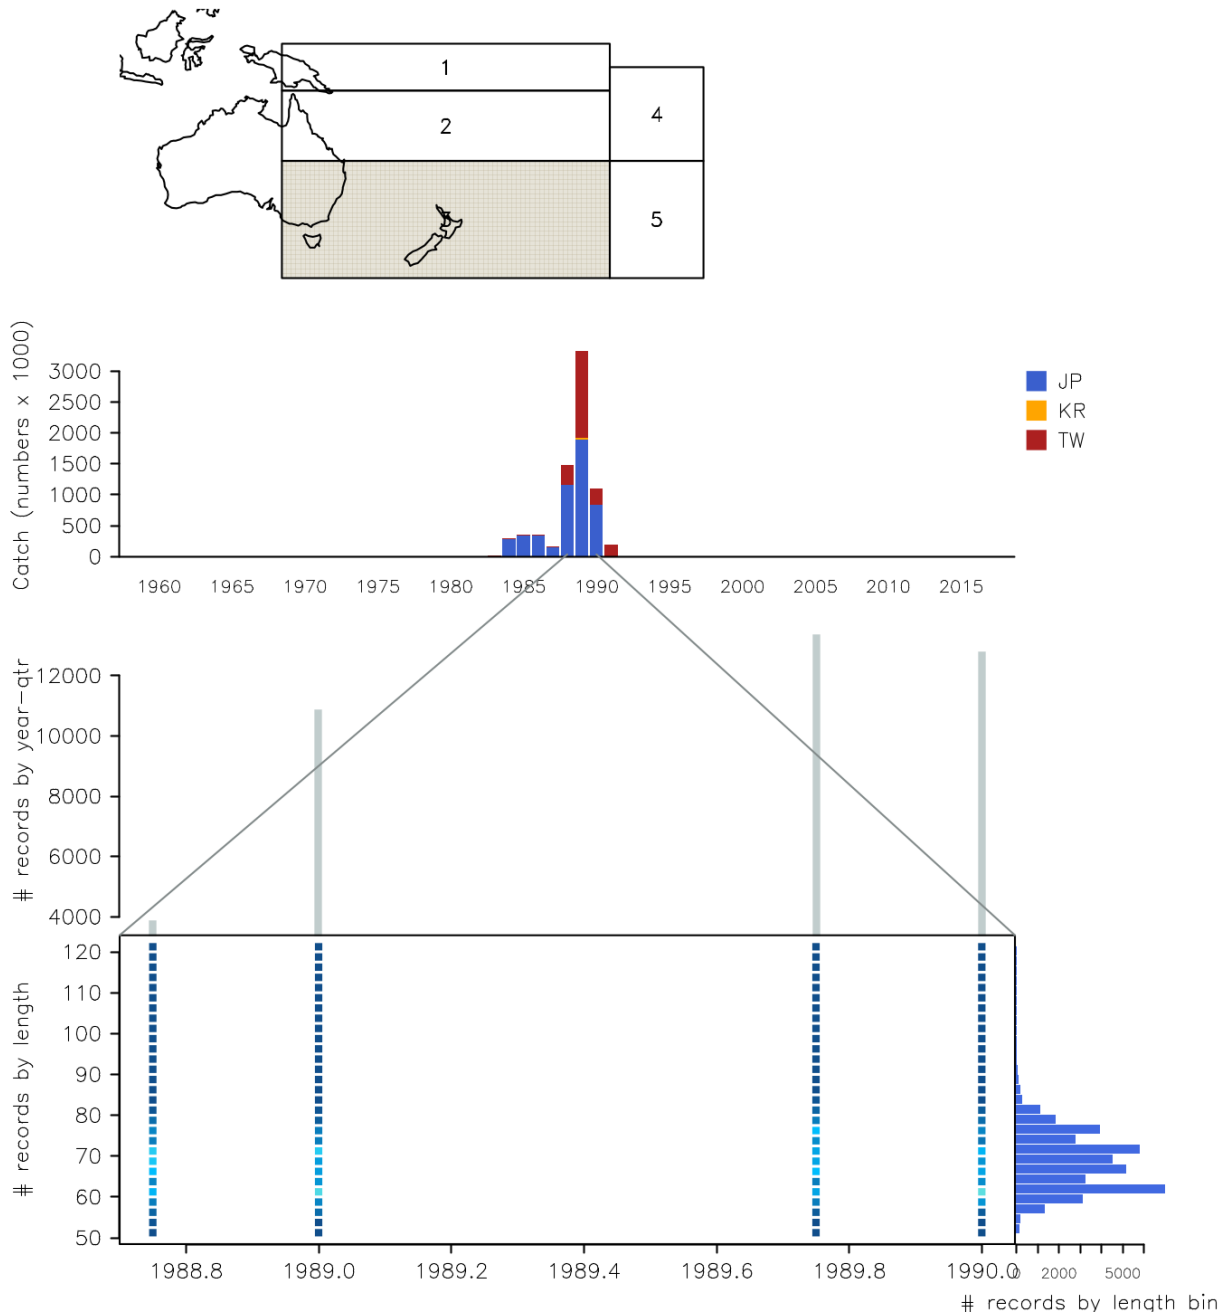 1
2
4
5
Catch (numbers x 1000)
3000
2500
2000
1500
1000
500
0
JP
KR
TW
1960 1965 1970 1975 1980 1985 1990 1995 2000 2005 2010 2015
# records by year-qtr
12000
10000
8000
6000
4000
# records by length
120
110
100
90
80
70
60
50
1988.8 1989.0 1989.2 1989.4 1989.6 1989.8 1990.0
0 2000 5000
# records by length bin